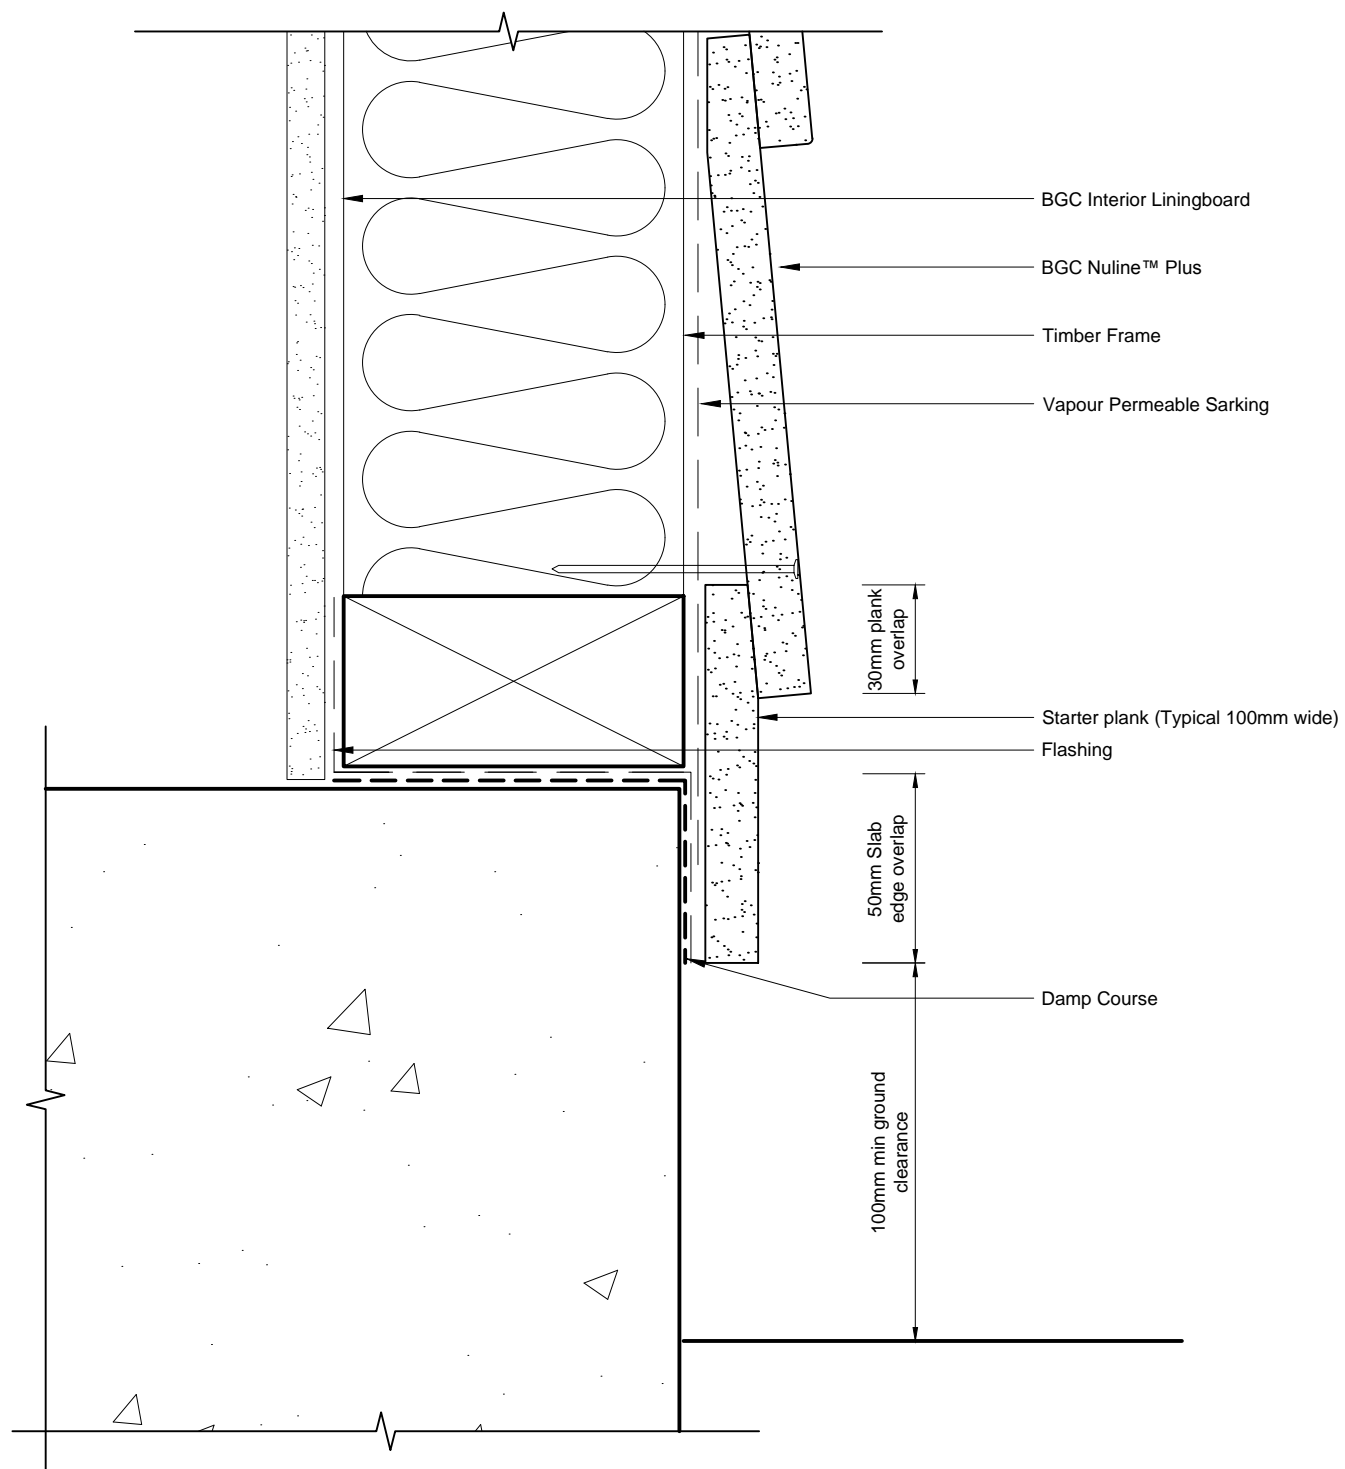 BGC Interior Liningboard
BGC Nuline™ Plus
Timber Frame
Vapour Permeable Sarking
30mm plank
overlap
Starter plank (Typical 100mm wide)
Flashing
50mm Slab
edge overlap
Damp Course
100mm min ground
clearance